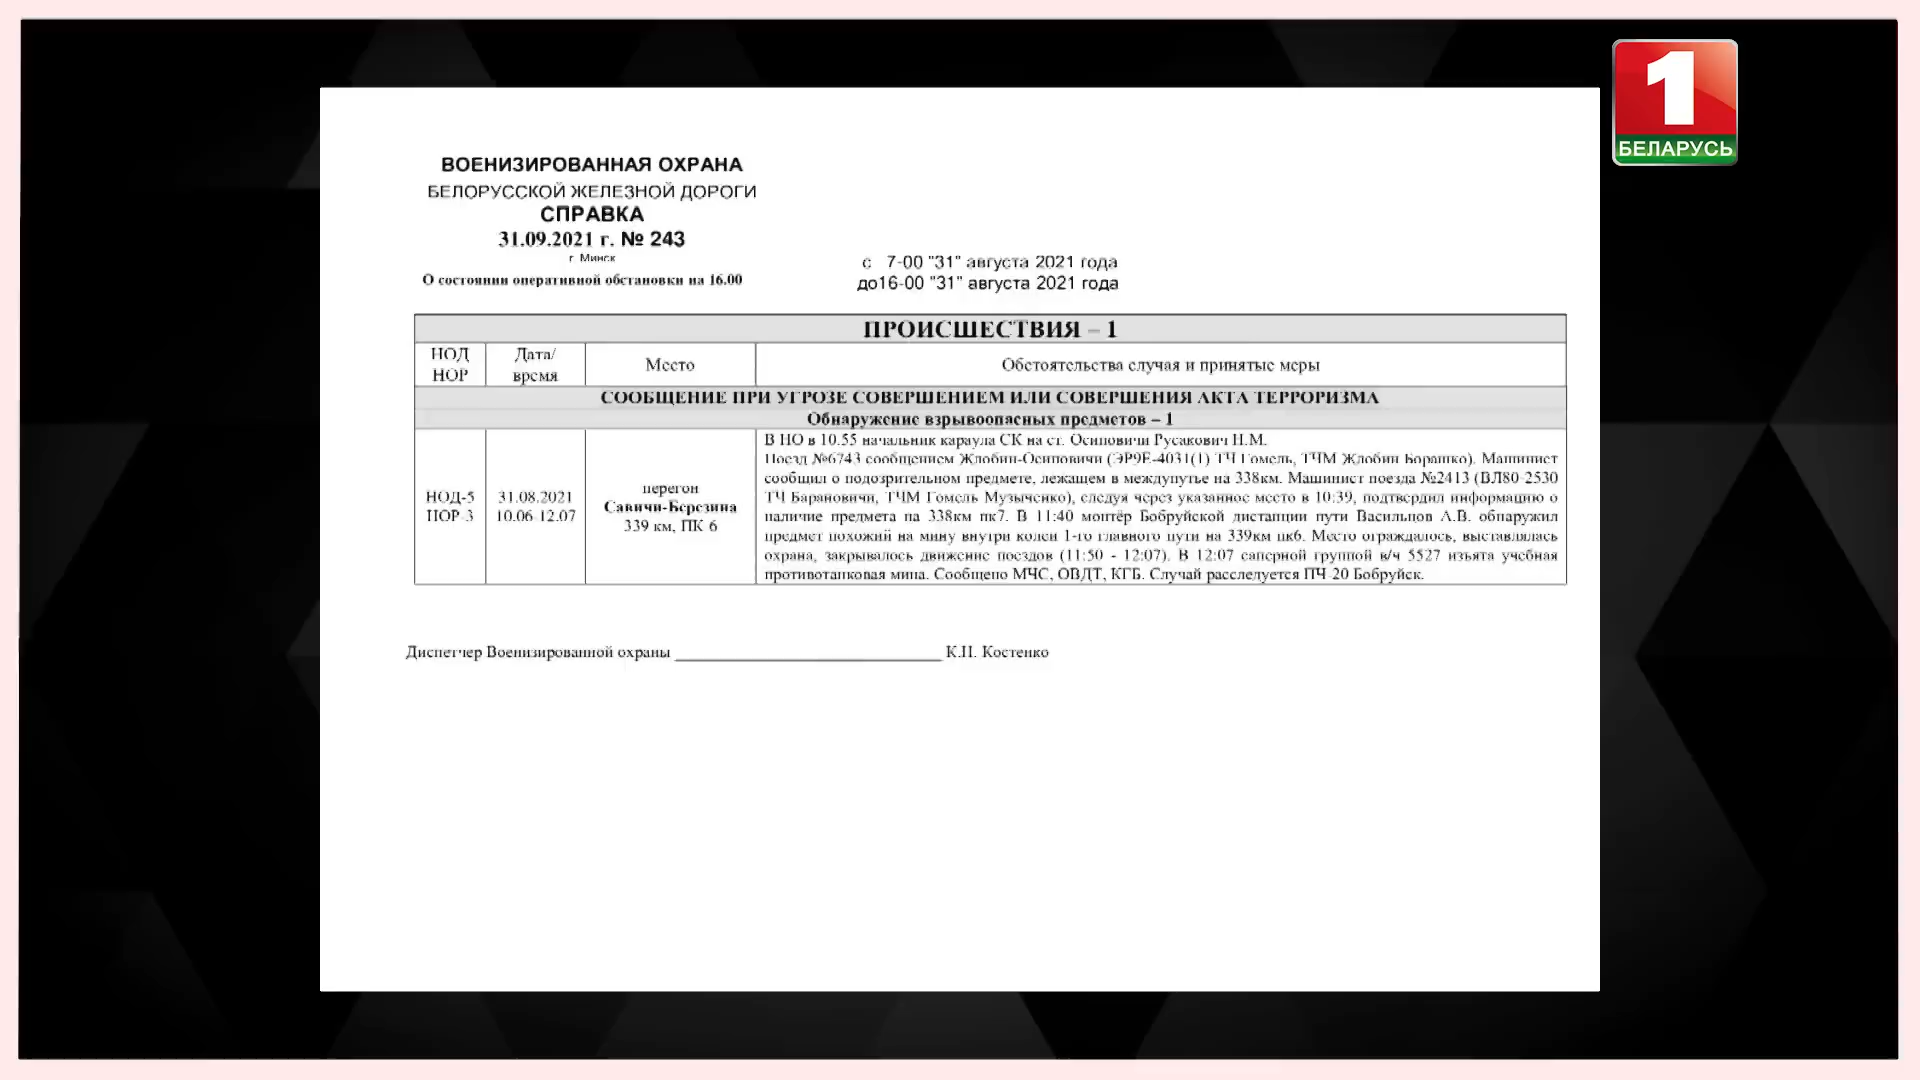 1
БЕЛАРУСЬ
ВОЕНИЗИРОВАННАЯ ОХРАНА
БЕЛОРУССКОЙ ЖЕЛЕЗНОЙ ДОРОГИ
СПРАВКА
31.09.2021 г. № 243
г. Минск
О состоянии оперативной обстановки на 16.00
с 7-00 "31" августа 2021 года
до16-00 "31" августа 2021 года
ПРОИСШЕСТВИЯ – 1
НОД НОР
Дата/ время
Место
Обстоятельства случая и принятые меры
СООБЩЕНИЕ ПРИ УГРОЗЕ СОВЕРШЕНИЕМ ИЛИ СОВЕРШЕНИЯ АКТА ТЕРРОРИЗМА
Обнаружение взрывоопасных предметов – 1
НОД-5
НОР-3
31.08.2021
10.06-12.07
перегон
Савичи-Березина
339 км, ПК 6
В НО в 10.55 начальник караула СК на ст. Осиповичи Русакович Н.М.
Поезд №6743 сообщением Жлобин-Осиповичи (ЭР9Е-4031(1) ТЧ Гомель, ТЧМ Жлобин Борашко). Машинист
сообщил о подозрительном предмете, лежащем в междупутье на 338км. Машинист поезда №2413 (ВЛ80-2530
ТЧ Барановичи, ТЧМ Гомель Музыченко), следуя через указанное место в 10:39, подтвердил информацию о
наличие предмета на 338км пк7. В 11:40 монтёр Бобруйской дистанции пути Васильцов А.В. обнаружил
предмет похожий на мину внутри колеи 1-го главного пути на 339км пк6. Место ограждалось, выставлялась
охрана, закрывалось движение поездов (11:50 - 12:07). В 12:07 саперной группой в/ч 5527 изъята учебная
противотанковая мина. Сообщено МЧС, ОВДТ, КГБ. Случай расследуется ПЧ-20 Бобруйск.
Диспетчер Военизированной охраны К.П. Костенко